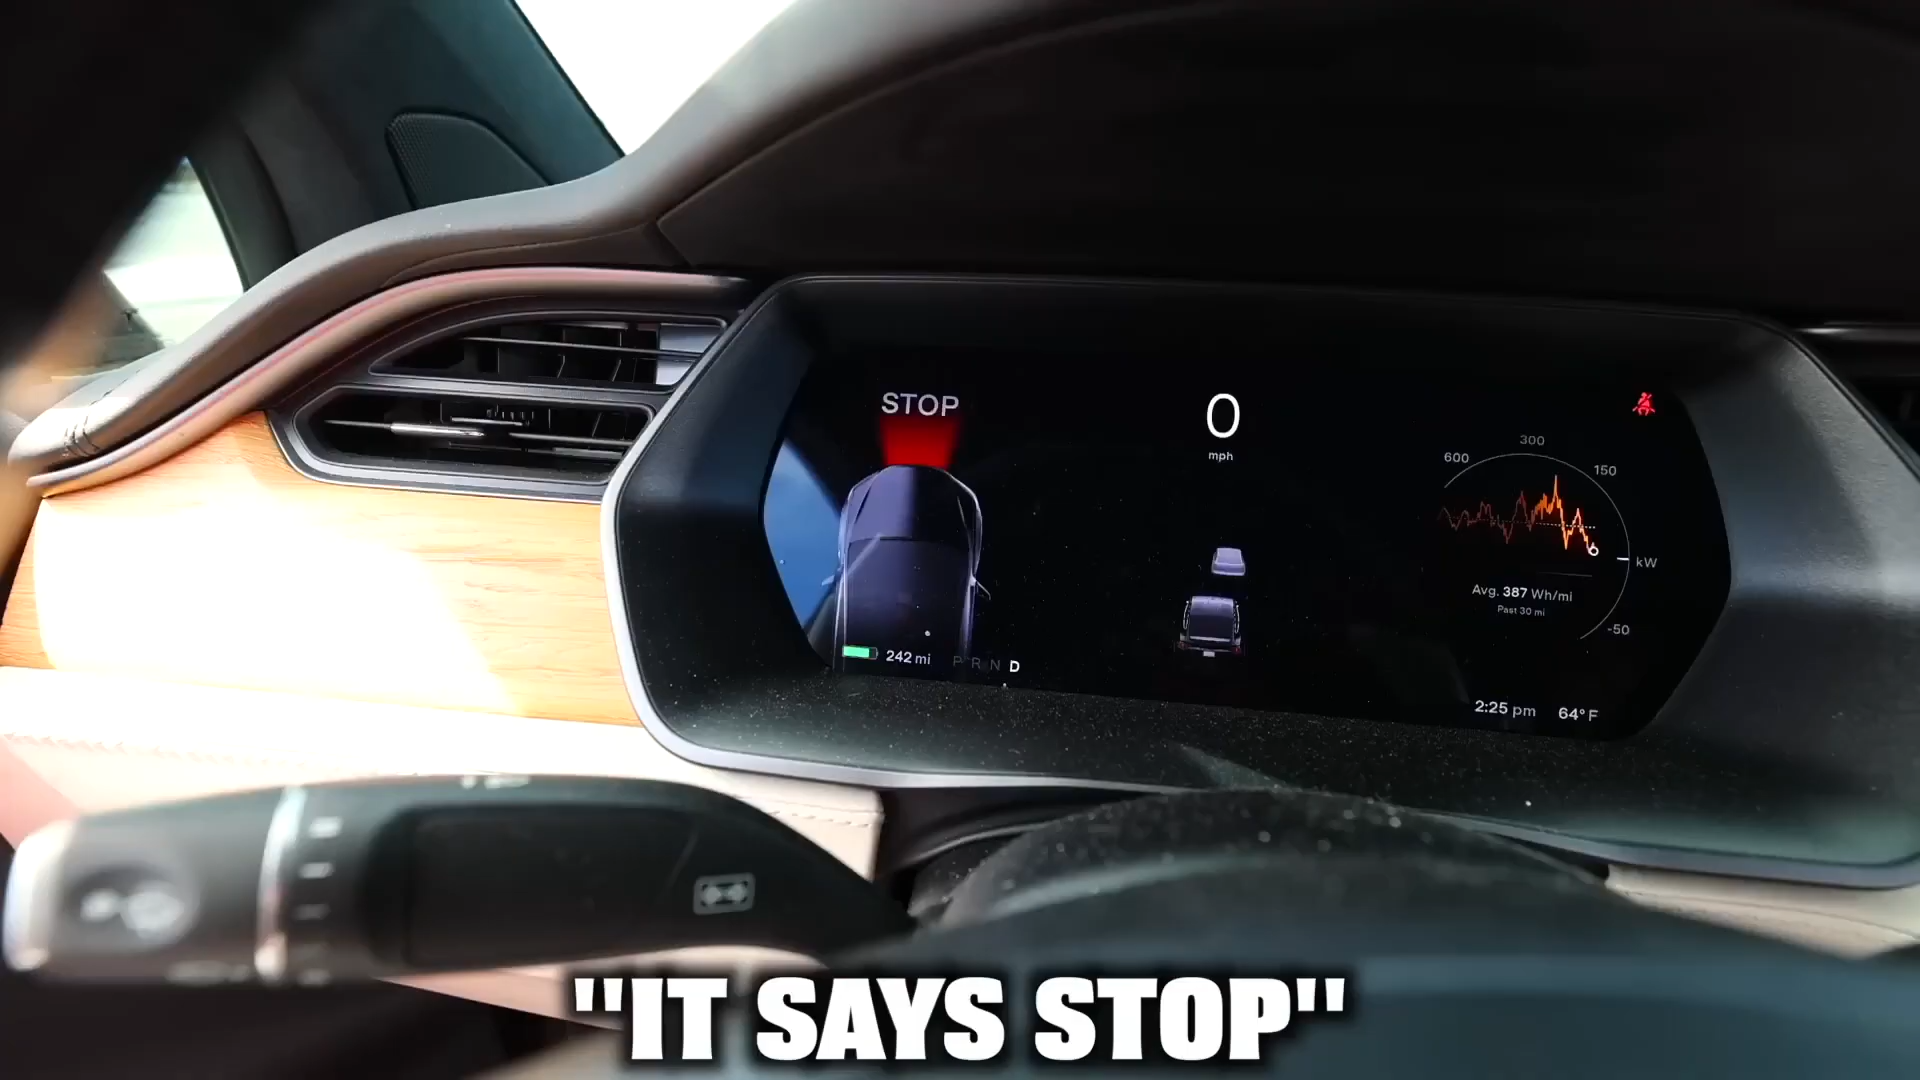 STOP
0
mph
300
600
150
6
kW
Avg. 387 Wh/mi
Past 30 mi
-50
242 mi
P R N D
2:25 pm 64° F
"IT SAYS STOP"